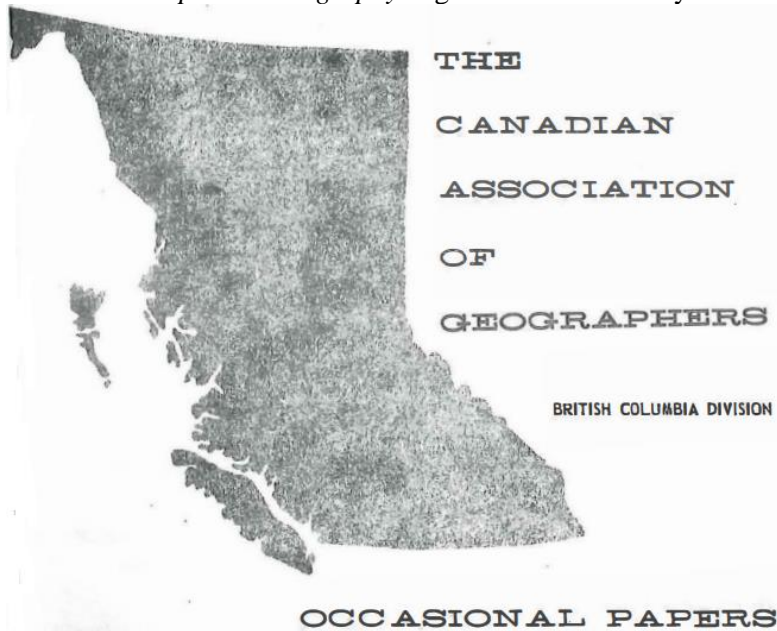 THE
CANADIAN
ASSOCIATION
OF
GEOGRAPHERS
BRITISH COLUMBIA DIVISION
OCCASIONAL PAPERS